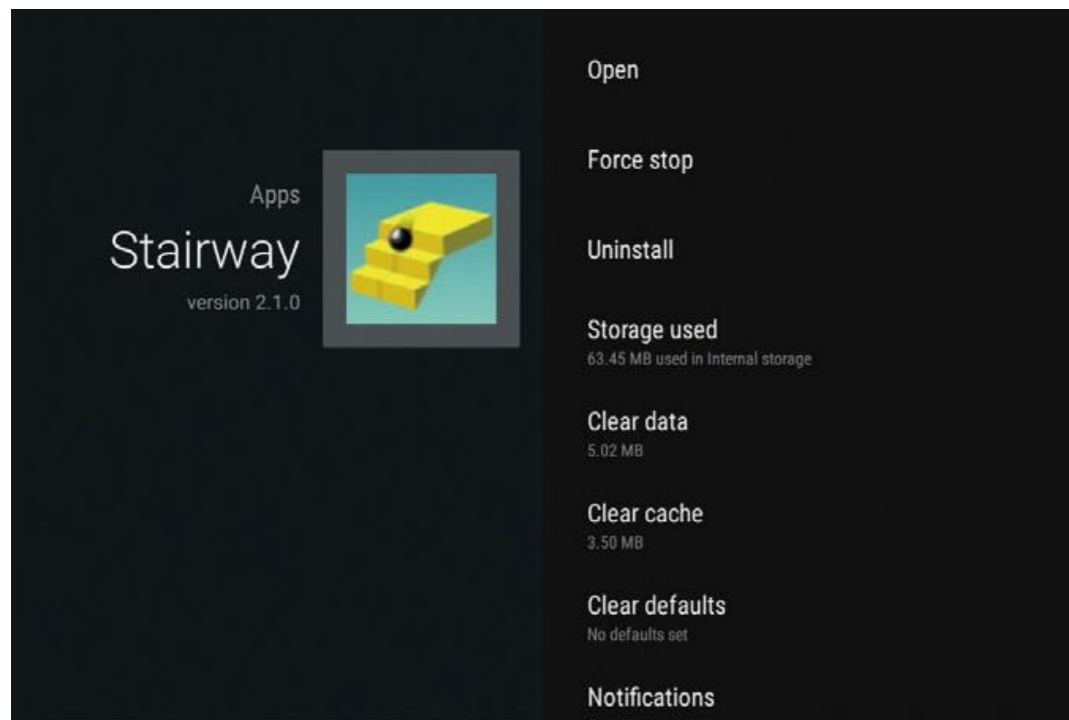 Apps
Stairway
version 2.1.0
Open
Force stop
Uninstall
Storage used
63.45 MB used in Internal storage
Clear data
5.02 MB
Clear cache
3.50 MB
Clear defaults
No defaults set
Notifications